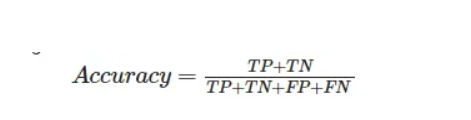 Accuracy = TP+TN / TP+TN+FP+FN